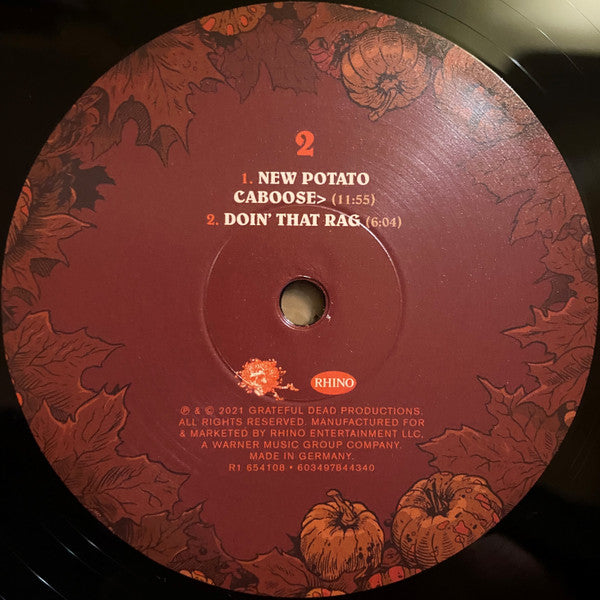 2
1. NEW POTATO
CABOOSE> (11:55)
2. DOIN' THAT RAG (6:04)
RHINO
℗ & © 2021 GRATEFUL DEAD PRODUCTIONS.
ALL RIGHTS RESERVED. MANUFACTURED FOR
& MARKETED BY RHINO ENTERTAINMENT LLC.
A WARNER MUSIC GROUP COMPANY.
MADE IN GERMANY.
R1 654108 • 603497844340